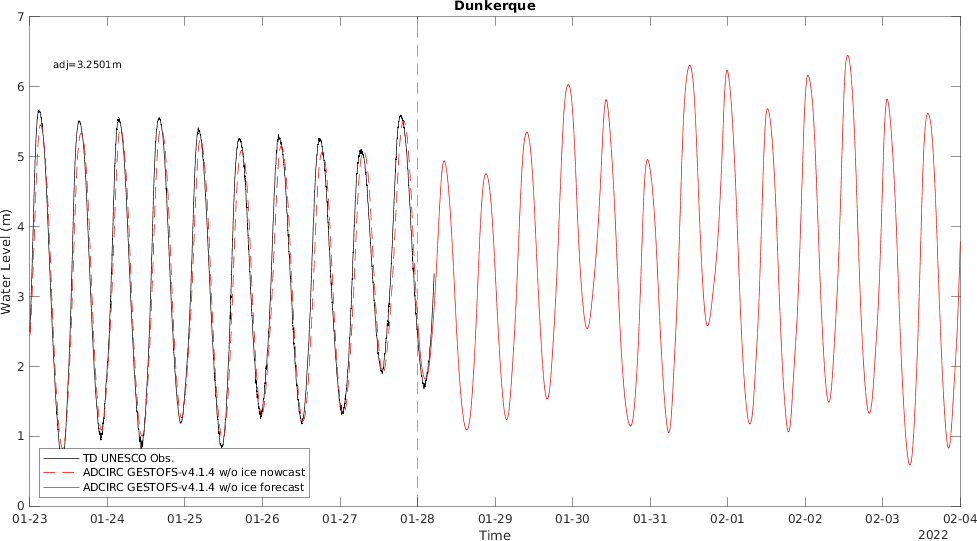 Dunkerque
7
6
5
4
3
2
1
0
Water Level (m)
adj=3.2501m
TD UNESCO Obs.
ADCIRC GESTOFS-v4.1.4 w/o ice nowcast
ADCIRC GESTOFS-v4.1.4 w/o ice forecast
01-23 01-24 01-25 01-26 01-27 01-28 01-29 01-30 01-31 02-01 02-02 02-03 02-04
Time
2022